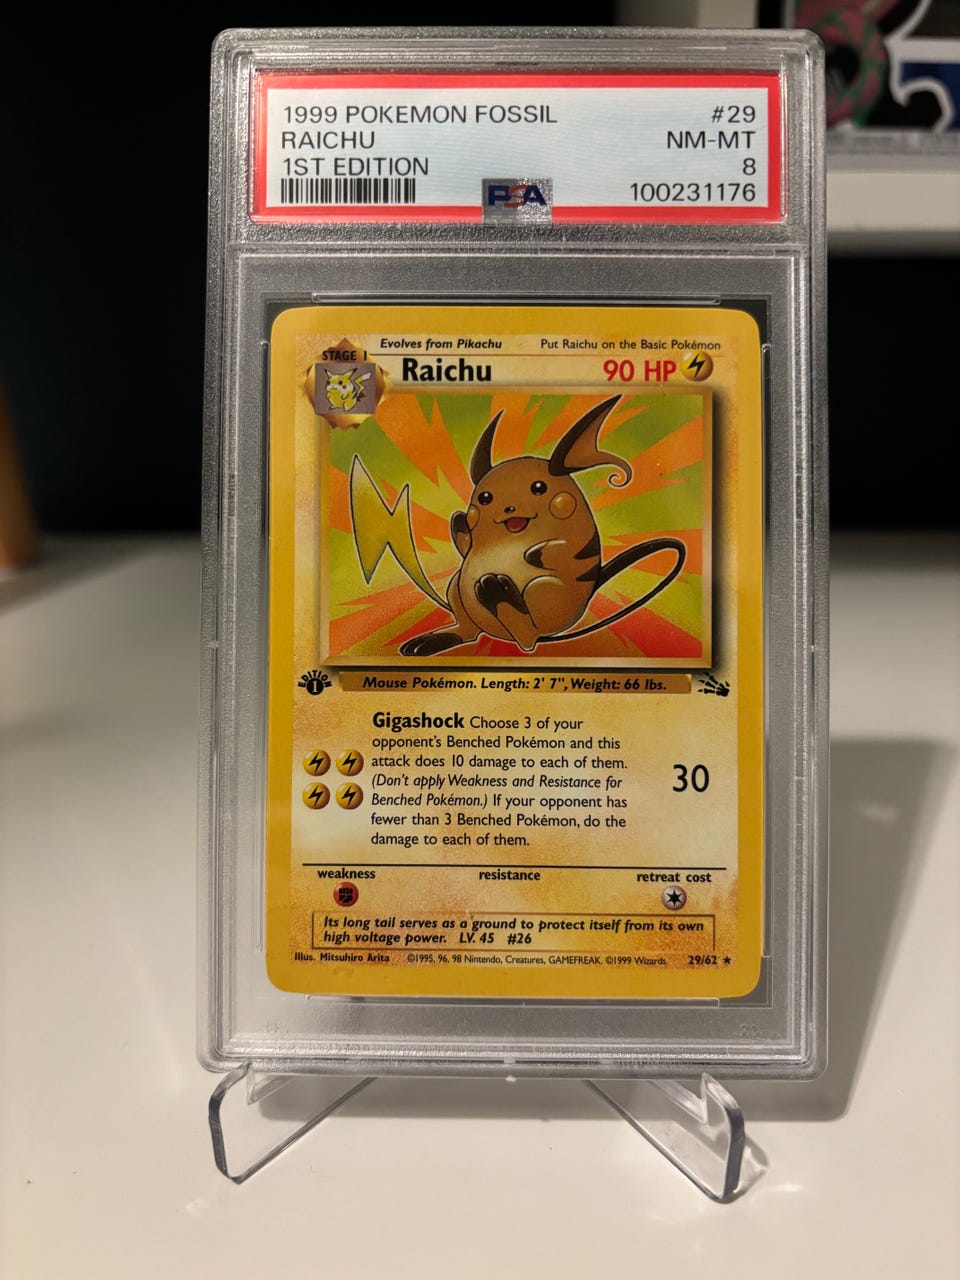 1999 POKEMON FOSSIL #29
RAICHU NM-MT
1ST EDITION 8
PSA 100231176
Evolves from Pikachu Put Raichu on the Basic Pokémon
STAGE 1
Raichu 90 HP
EDITION
1
Mouse Pokémon. Length: 2' 7", Weight: 66 lbs.
Gigashock Choose 3 of your
opponent's Benched Pokémon and this
attack does 10 damage to each of them.
(Don't apply Weakness and Resistance for
Benched Pokémon.) If your opponent has
fewer than 3 Benched Pokémon, do the
damage to each of them.
30
weakness resistance retreat cost
Its long tail serves as a ground to protect itself from its own
high voltage power. LV. 45 #26
Illus. Mitsuhiro Arita ©1995, 96, 98 Nintendo, Creatures, GAMEFREAK. ©1999 Wizards. 29/62 ★